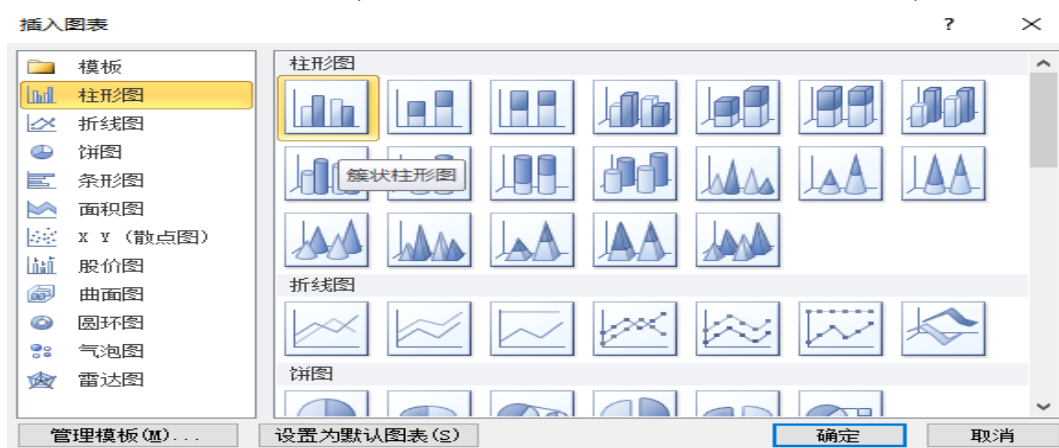 插入图表
?
模板
柱形图
折线图
饼图
条形图
面积图
X Y (散点图)
股价图
曲面图
圆环图
气泡图
雷达图
柱形图
簇状柱形图
折线图
饼图
管理模板(M)...
设置为默认图表(S)
确定
取消